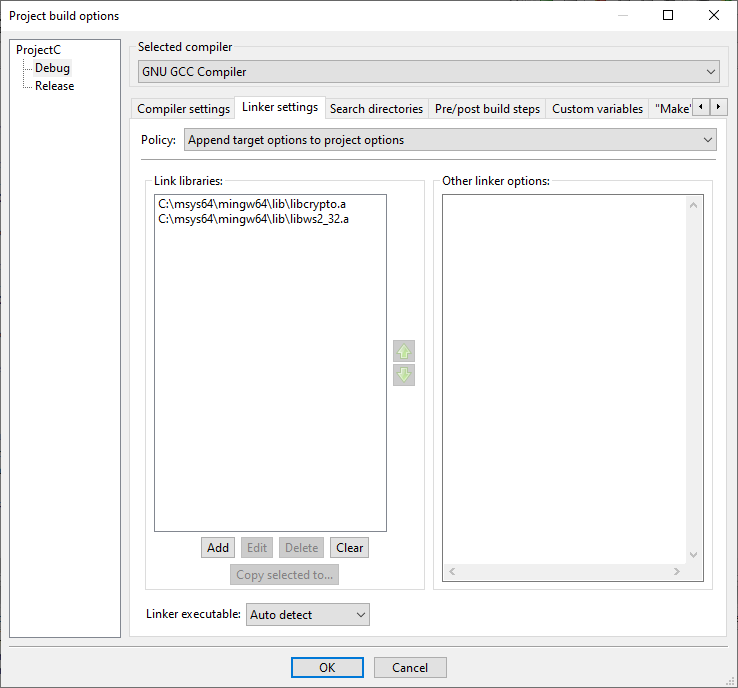 Project build options
ProjectC
Debug
Release
Selected compiler
GNU GCC Compiler
Compiler settings
Linker settings
Search directories
Pre/post build steps
Custom variables
"Make'
Policy:
Append target options to project options
Link libraries:
C:\msys64\mingw64\lib\libcrypto.a
C:\msys64\mingw64\lib\libws2_32.a
Add
Edit
Delete
Clear
Copy selected to...
Other linker options:
Linker executable:
Auto detect
OK
Cancel